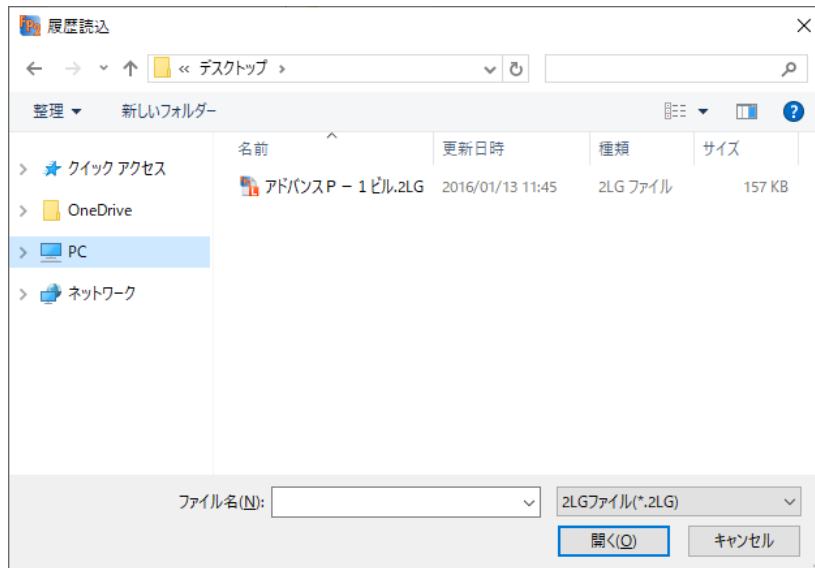 履歴読込
« デスクトップ ›
整理 新しいフォルダー
名前 更新日時 種類 サイズ
クイック アクセス
アドバンスP-1ビル.2LG 2016/01/13 11:45 2LG ファイル 157 KB
OneDrive
PC
ネットワーク
ファイル名(N): 2LGファイル(*.2LG)
開く(O) キャンセル